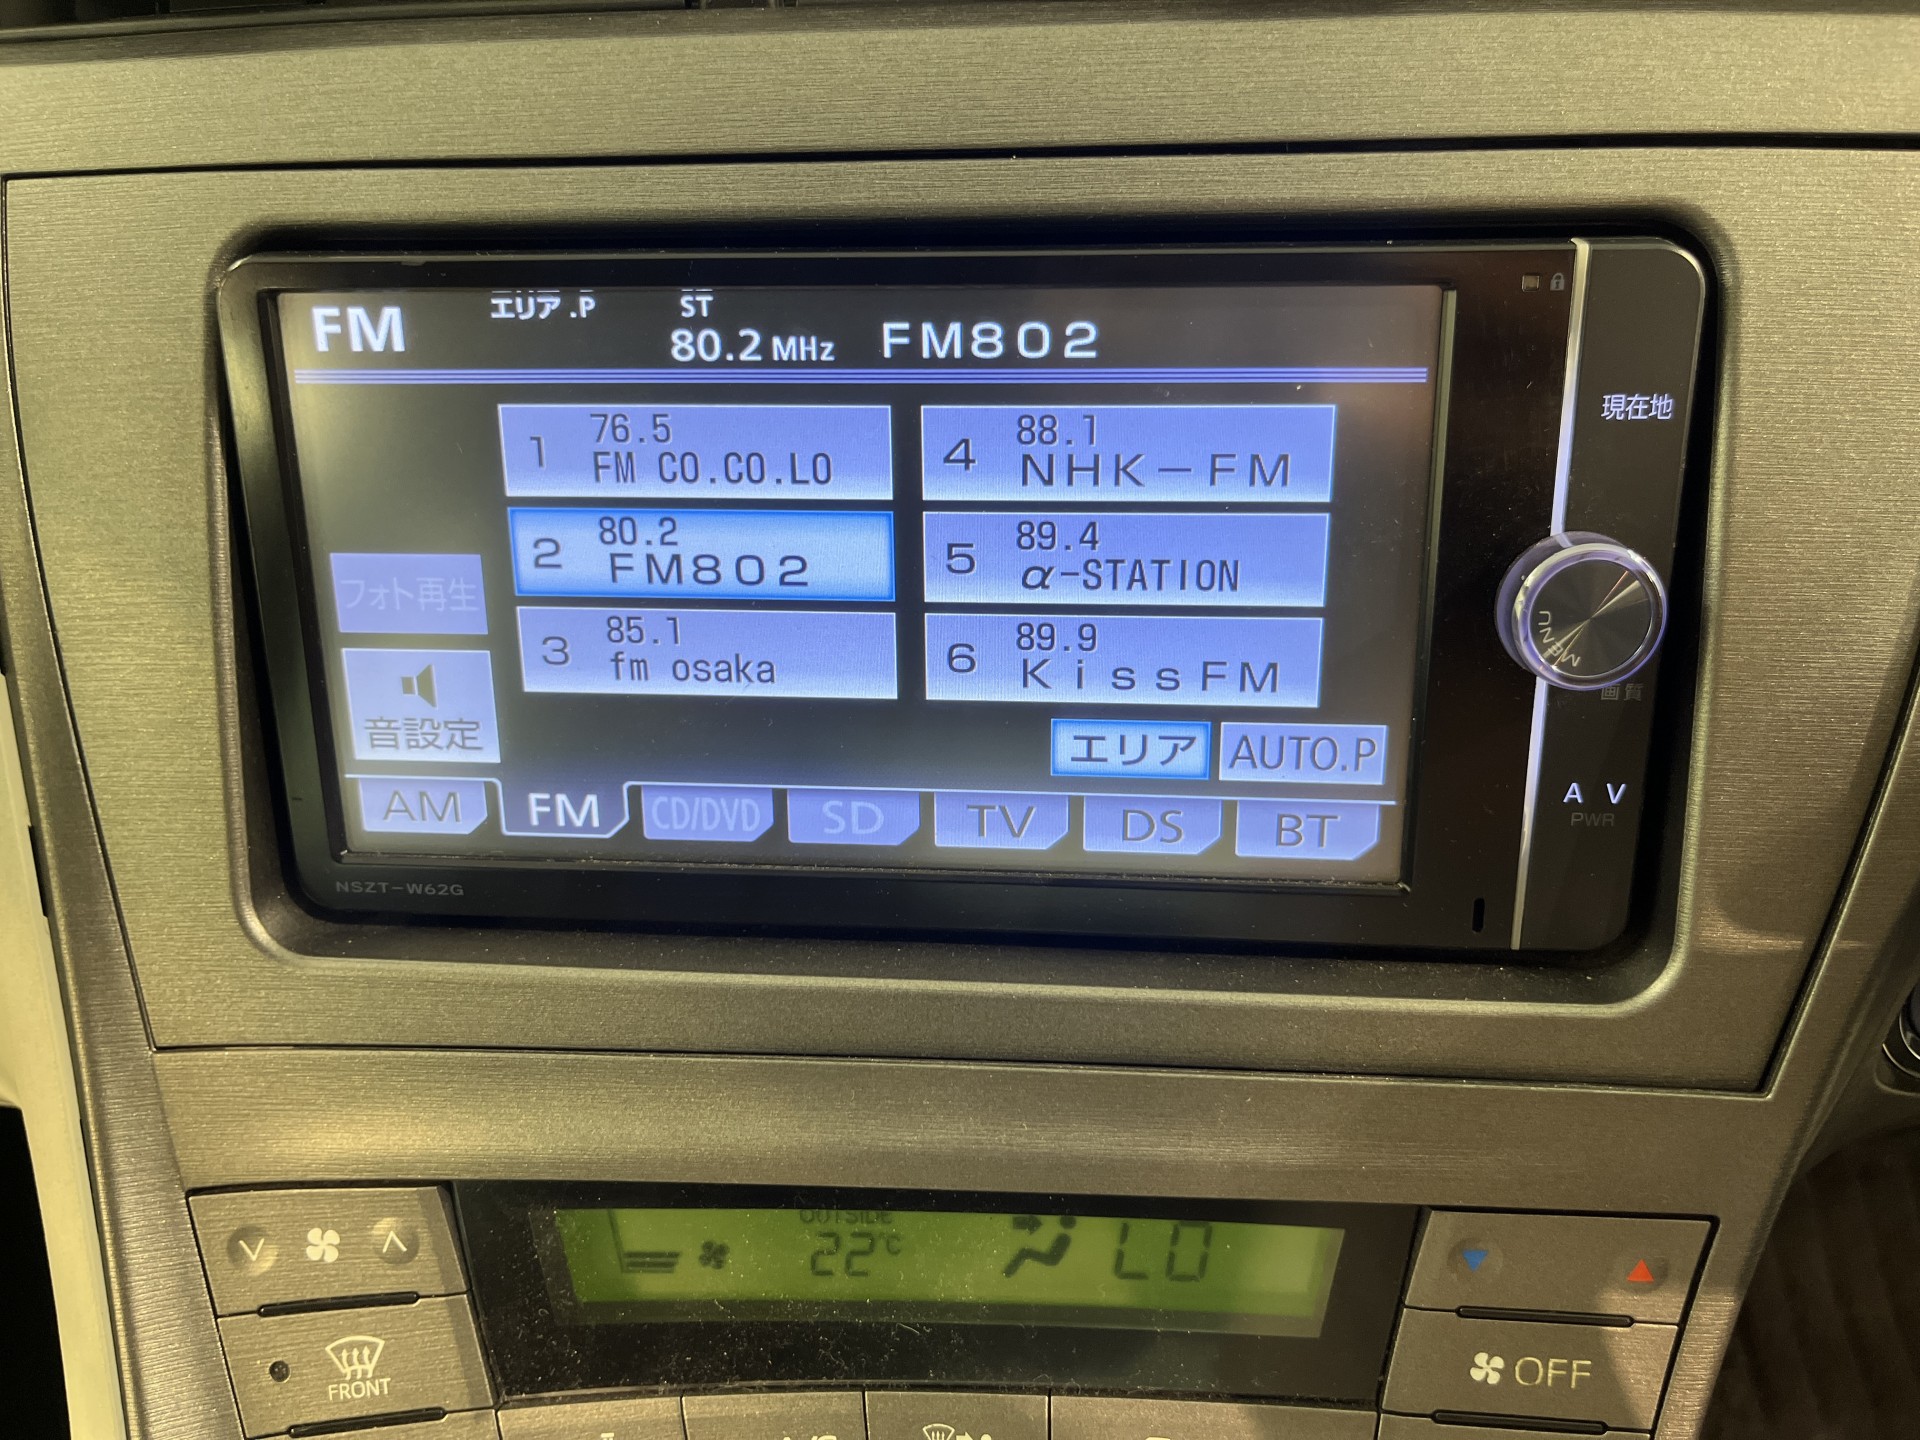 FM
エリア.P
ST
80.2 MHz
FM802
1 76.5
FM CO.CO.LO
2 80.2
FM802
3 85.1
fm osaka
4 88.1
NHK-FM
5 89.4
α-STATION
6 89.9
KissFM
フォト再生
音設定
エリア
AUTO.P
AM
FM
CD/DVD
SD
TV
DS
BT
NSZT-W62G
現在地
MENU
画質
AV
PWR
OUTSIDE
22℃
LO
FRONT
OFF